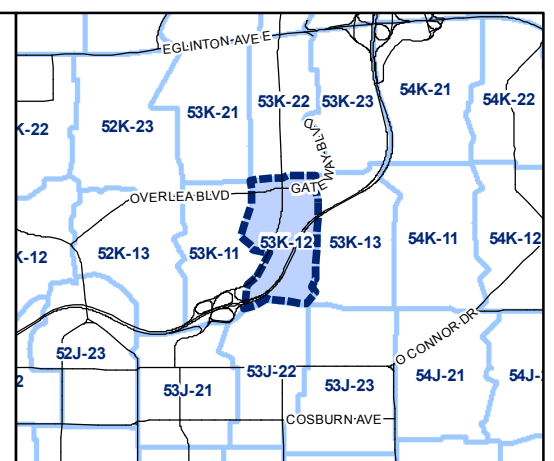 EGLINTON AVE E
K-22
52K-23
53K-21
53K-22
53K-23
54K-21
54K-22
OVERLEA BLVD
GATEWAY BLVD
K-12
52K-13
53K-11
53K-12
53K-13
54K-11
54K-12
52J-23
53J-21
53J-22
53J-23
O CONNOR DR
54J-21
54J-
2
COSBURN AVE